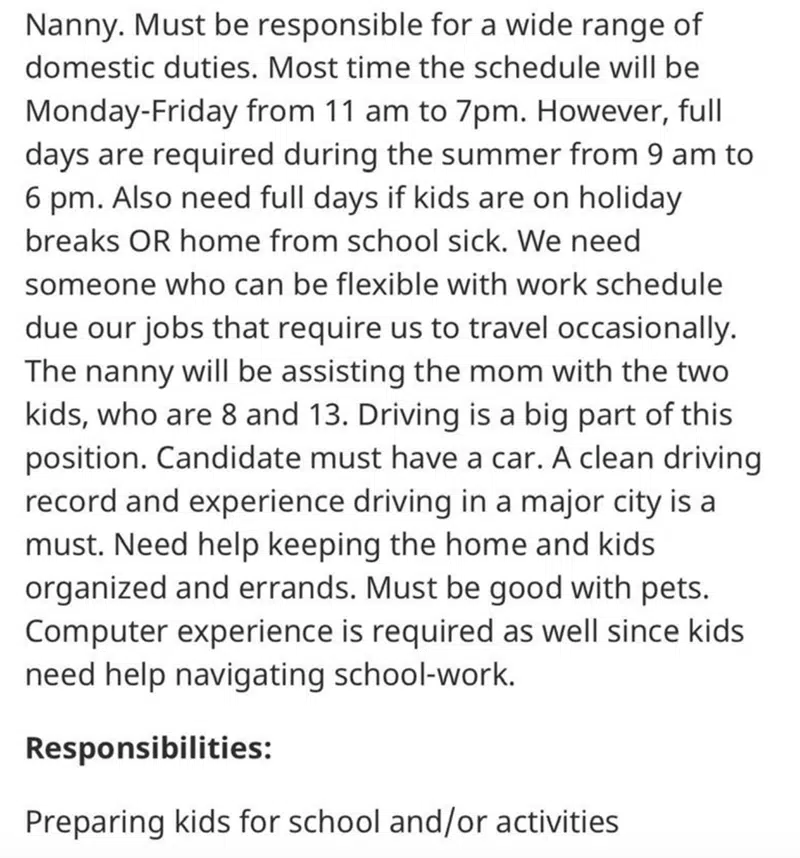 Nanny. Must be responsible for a wide range of
domestic duties. Most time the schedule will be
Monday-Friday from 11 am to 7pm. However, full
days are required during the summer from 9 am to
6 pm. Also need full days if kids are on holiday
breaks OR home from school sick. We need
someone who can be flexible with work schedule
due our jobs that require us to travel occasionally.
The nanny will be assisting the mom with the two
kids, who are 8 and 13. Driving is a big part of this
position. Candidate must have a car. A clean driving
record and experience driving in a major city is a
must. Need help keeping the home and kids
organized and errands. Must be good with pets.
Computer experience is required as well since kids
need help navigating school-work.
Responsibilities:
Preparing kids for school and/or activities